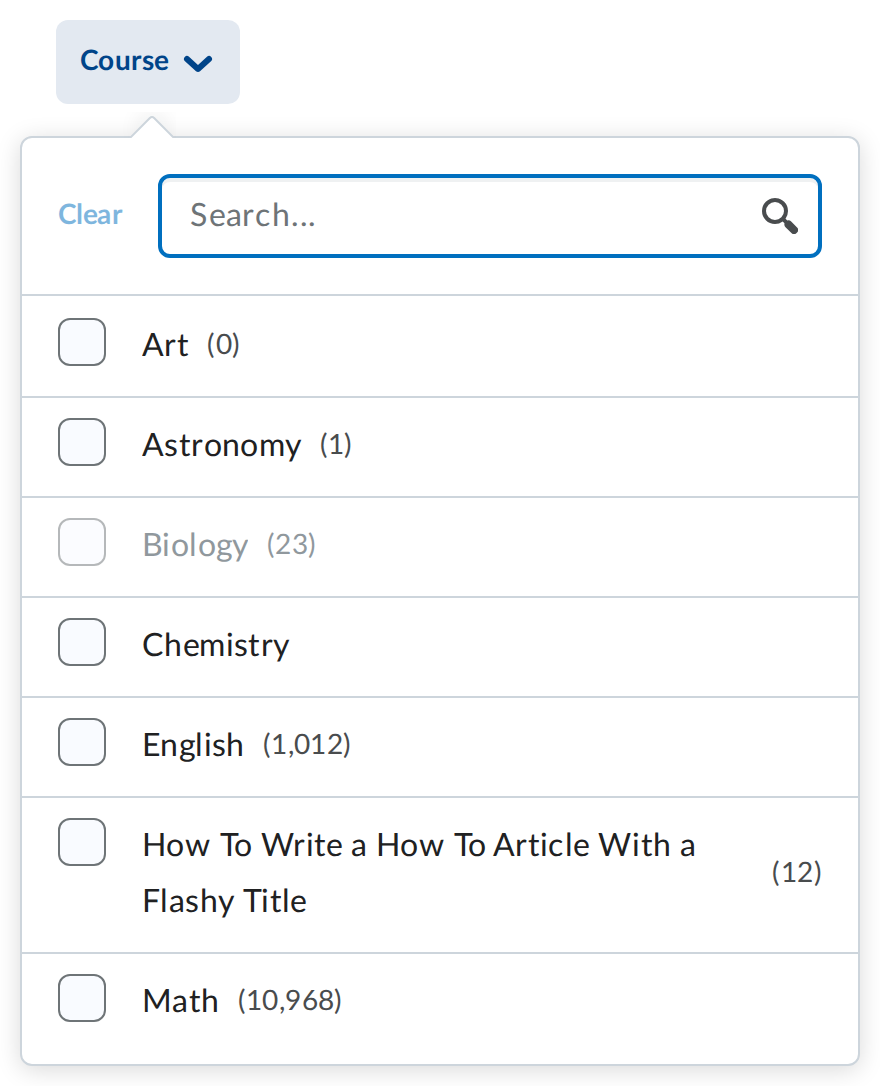 Course
Clear
Search...
Art (0)
Astronomy (1)
Biology (23)
Chemistry
English (1,012)
How To Write a How To Article With a
Flashy Title
(12)
Math (10,968)